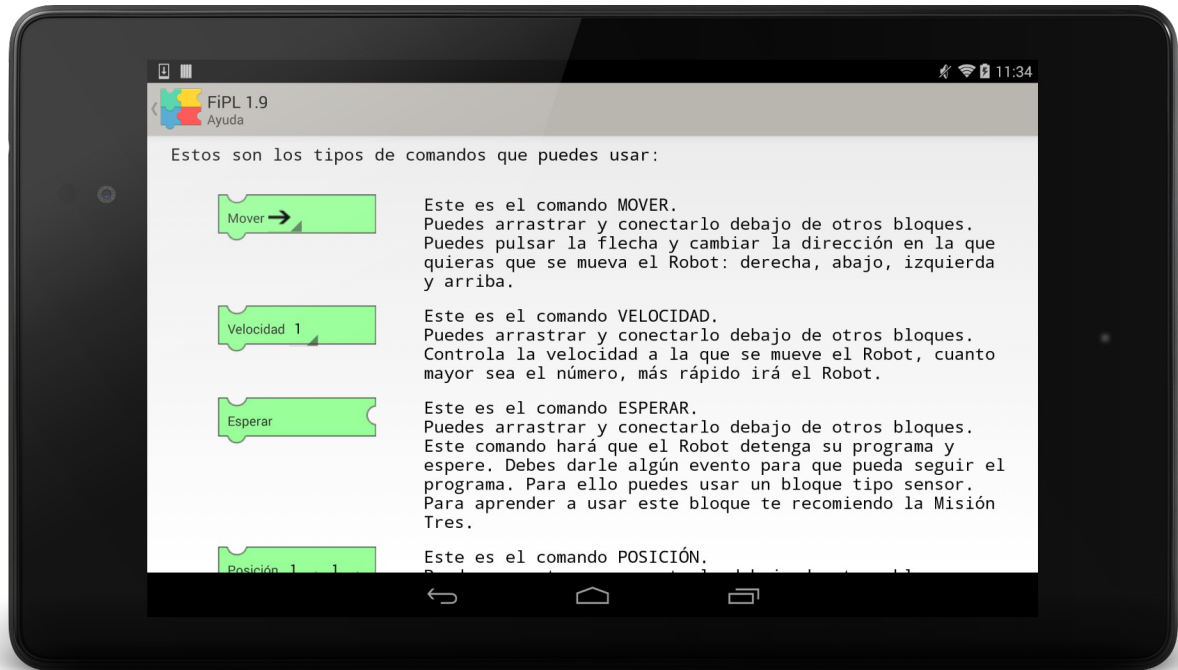 11:34
FiPL 1.9
Ayuda
Estos son los tipos de comandos que puedes usar:
Mover
Este es el comando MOVER.
Puedes arrastrar y conectarlo debajo de otros bloques.
Puedes pulsar la flecha y cambiar la dirección en la que
quieras que se mueva el Robot: derecha, abajo, izquierda
y arriba.
Velocidad 1
Este es el comando VELOCIDAD.
Puedes arrastrar y conectarlo debajo de otros bloques.
Controla la velocidad a la que se mueve el Robot, cuanto
mayor sea el número, más rápido irá el Robot.
Esperar
Este es el comando ESPERAR.
Puedes arrastrar y conectarlo debajo de otros bloques.
Este comando hará que el Robot detenga su programa y
espere. Debes darle algún evento para que pueda seguir el
programa. Para ello puedes usar un bloque tipo sensor.
Para aprender a usar este bloque te recomiendo la Misión
Tres.
Posición 1 1
Este es el comando POSICIÓN.